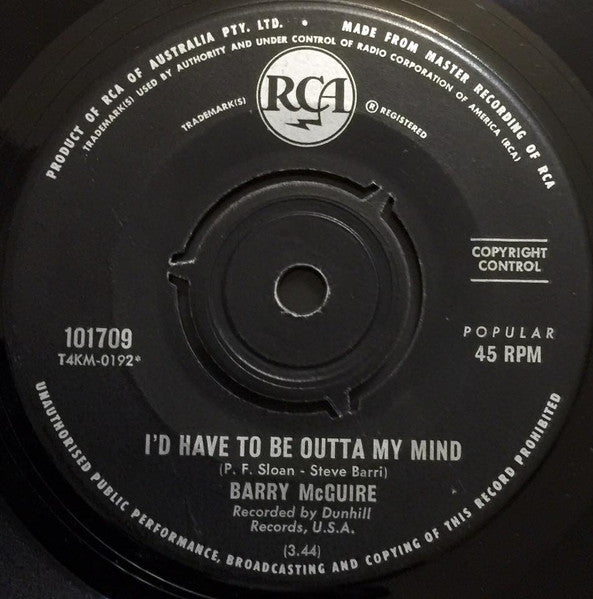 PRODUCT OF RCA OF AUSTRALIA PTY. LTD. • MADE FROM MASTER RECORDING OF RCA
TRADEMARK(S) USED BY AUTHORITY AND UNDER CONTROL OF RADIO CORPORATION OF AMERICA (RCA)
RCA
TRADEMARK(S)
® REGISTERED
COPYRIGHT
CONTROL
101709
T4KM-0192*
POPULAR
45 RPM
I'D HAVE TO BE OUTTA MY MIND
(P. F. Sloan - Steve Barri)
BARRY McGUIRE
Recorded by Dunhill
Records, U.S.A.
(3.44)
UNAUTHORISED PUBLIC PERFORMANCE, BROADCASTING AND COPYING OF THIS RECORD PROHIBITED